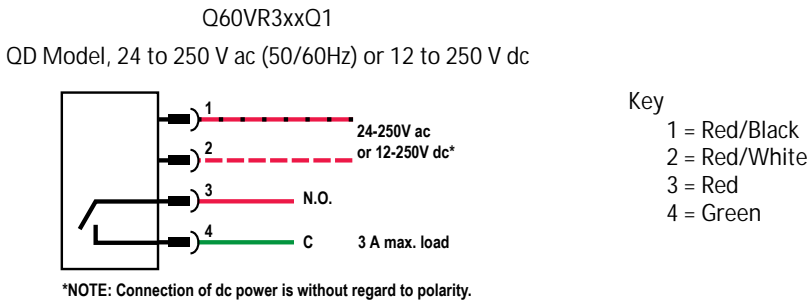 Q60VR3xxQ1
QD Model, 24 to 250 V ac (50/60Hz) or 12 to 250 V dc
1
24-250V ac
or 12-250V dc*
2
3
N.O.
4
C
3 A max. load
*NOTE: Connection of dc power is without regard to polarity.
Key
1 = Red/Black
2 = Red/White
3 = Red
4 = Green